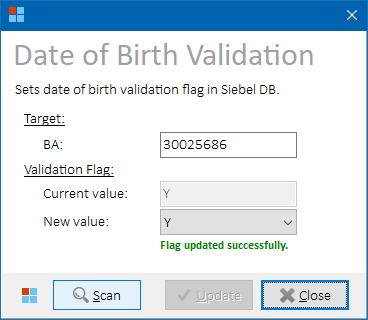 Date of Birth Validation
Sets date of birth validation flag in Siebel DB.
Target:
BA: 30025686
Validation Flag:
Current value: Y
New value: Y
Flag updated successfully.
Scan Update Close